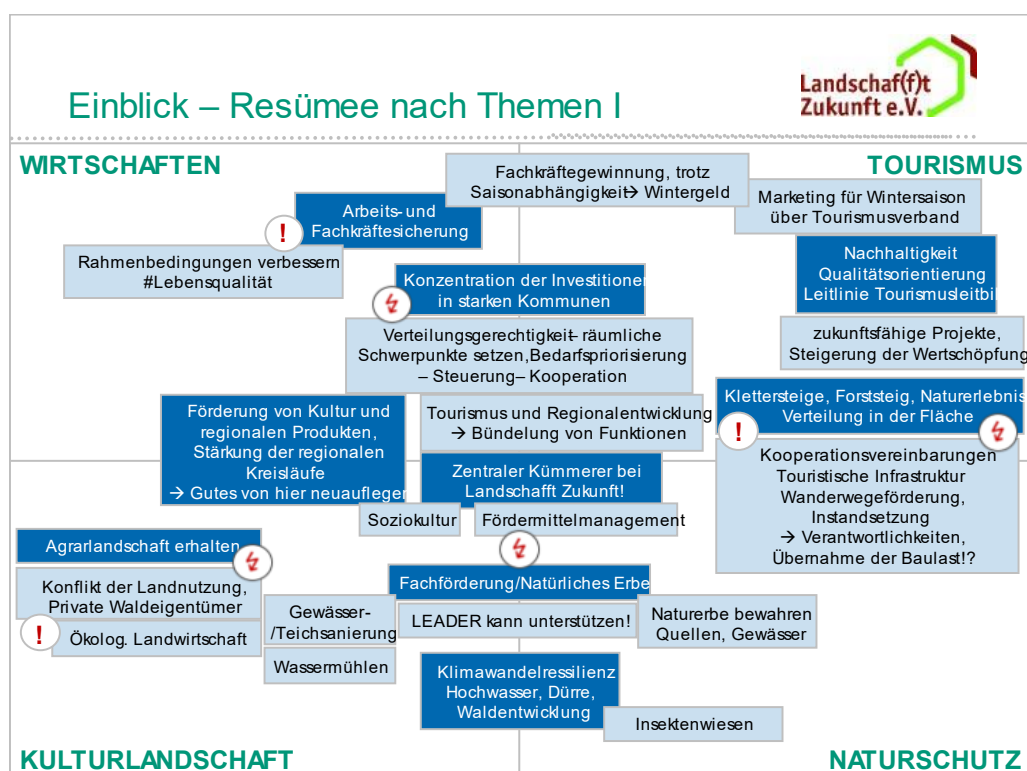 Einblick – Resümee nach Themen I
Landschaf(f)t
Zukunft e.V.
WIRTSCHAFTEN
TOURISMUS
Fachkräftegewinnung, trotz
Saisonabhängigkeit→ Wintergeld
Marketing für Wintersaison
über Tourismusverband
Arbeits- und
Fachkräftesicherung
!
Rahmenbedingungen verbessern
#Lebensqualität
Nachhaltigkeit
Qualitätsorientierung
Leitlinie Tourismusleitbil
Konzentration der Investitionen
in starken Kommunen
Verteilungsgerechtigkeit– räumliche
Schwerpunkte setzen,Bedarfspriorisierung
– Steuerung– Kooperation
zukunftsfähige Projekte,
Steigerung der Wertschöpfung
Klettersteige, Forststeig, Naturerlebnis
Verteilung in der Fläche
!
Förderung von Kultur und
regionalen Produkten,
Stärkung der regionalen
Kreisläufe
→ Gutes von hier neuauflegen
Tourismus und Regionalentwicklung
→ Bündelung von Funktionen
Zentraler Kümmerer bei
Landschafft Zukunft!
Kooperationsvereinbarungen
Touristische Infrastruktur
Wanderwegeförderung,
Instandsetzung
→ Verantwortlichkeiten,
Übernahme der Baulast!?
Soziokultur
Fördermittelmanagement
Agrarlandschaft erhalten
Konflikt der Landnutzung,
Private Waldeigentümer
!
Ökolog. Landwirtschaft
Fachförderung/Natürliches Erbe
Gewässer-
/Teichsanierung
LEADER kann unterstützen!
Naturerbe bewahren
Quellen, Gewässer
Wassermühlen
Klimawandelressilienz
Hochwasser, Dürre,
Waldentwicklung
Insektenwiesen
KULTURLANDSCHAFT
NATURSCHUTZ